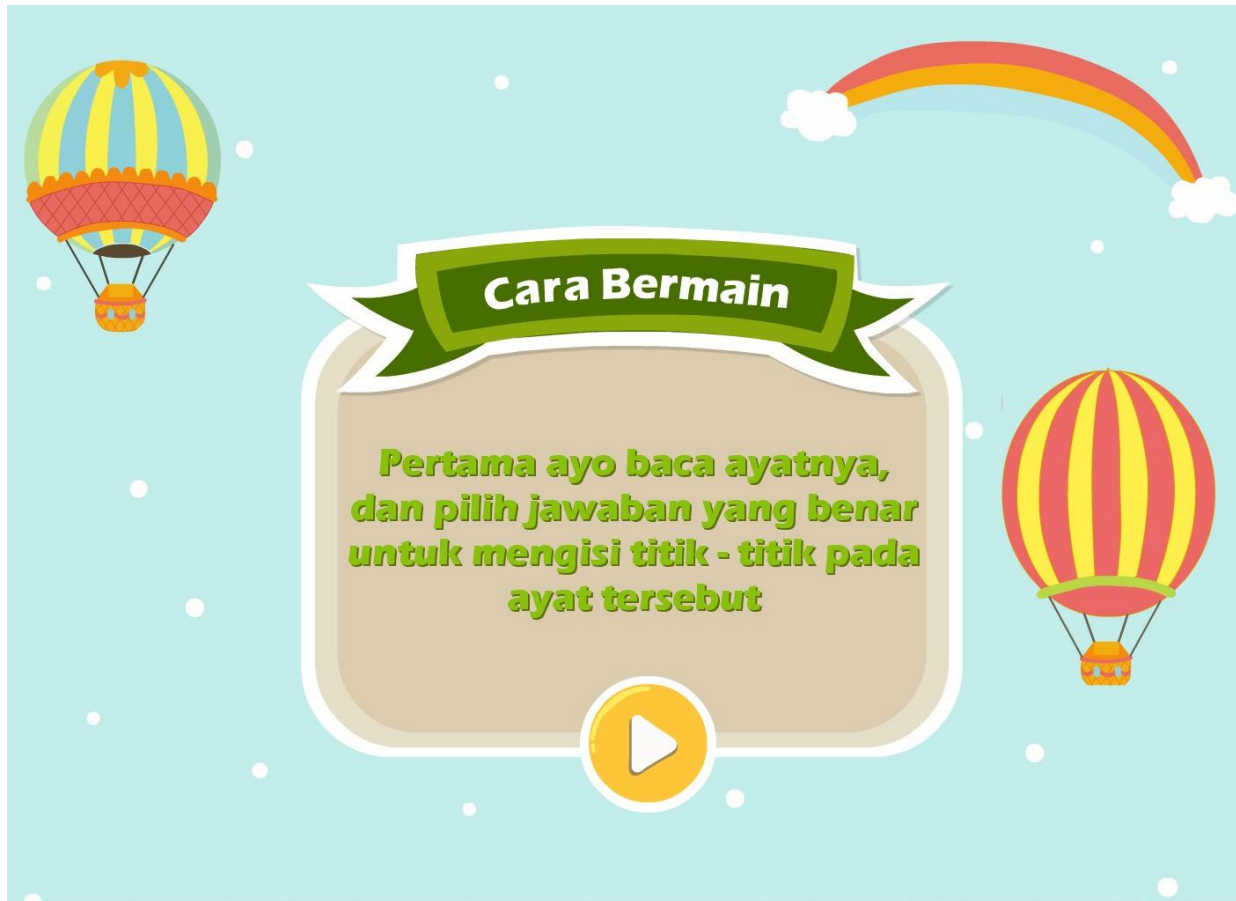 Cara Bermain
Pertama ayo baca ayatnya,
dan pilih jawaban yang benar
untuk mengisi titik - titik pada
ayat tersebut